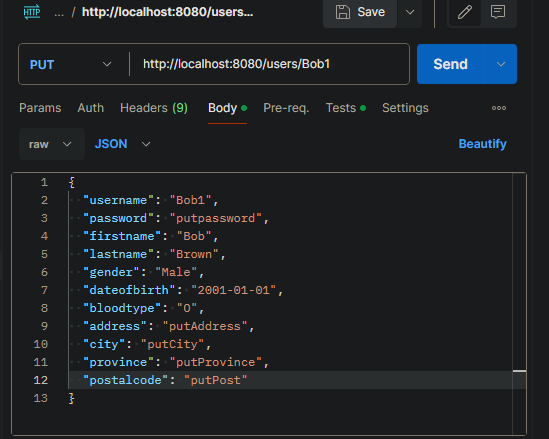 HTTP ... / http://localhost:8080/users... Save
PUT http://localhost:8080/users/Bob1 Send
Params Auth Headers (9) Body Pre-req. Tests Settings
raw JSON Beautify
1 {
2 "username": "Bob1",
3 "password": "putpassword",
4 "firstname": "Bob",
5 "lastname": "Brown",
6 "gender": "Male",
7 "dateofbirth": "2001-01-01",
8 "bloodtype": "O",
9 "address": "putAddress",
10 "city": "putCity",
11 "province": "putProvince",
12 "postalcode": "putPost"
13 }